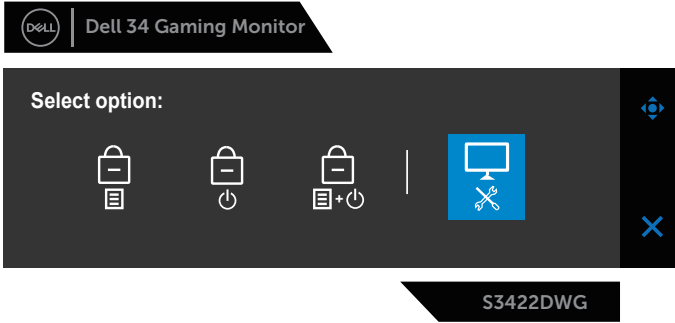 DELL
Dell 34 Gaming Monitor
Select option:
+
S3422DWG